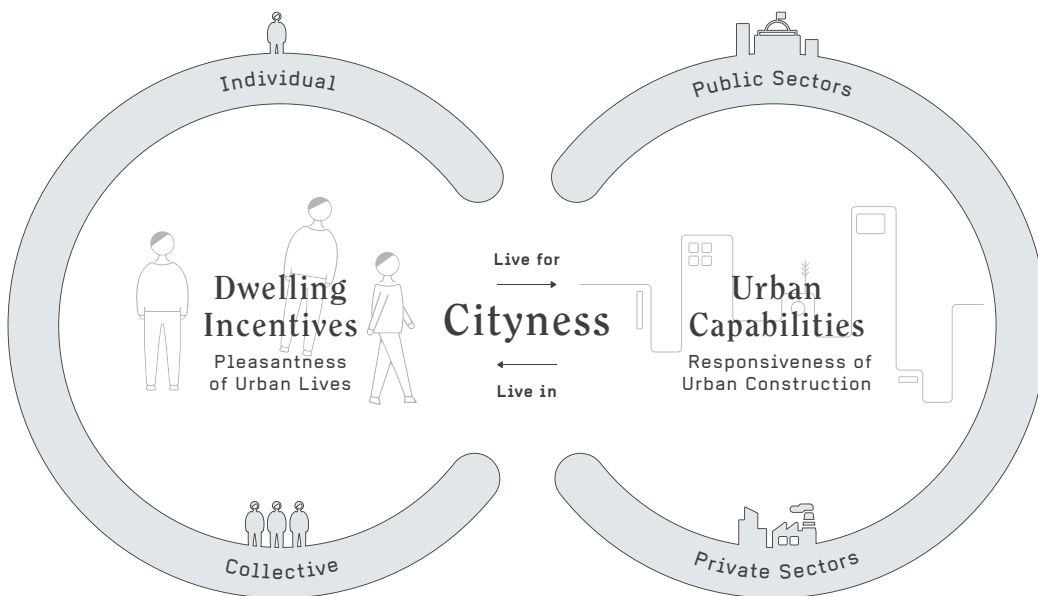 Individual
Public Sectors
Live for
Dwelling
Incentives
Pleasantness
of Urban Lives
Cityness
Urban
Capabilities
Responsiveness of
Urban Construction
Live in
Collective
Private Sectors